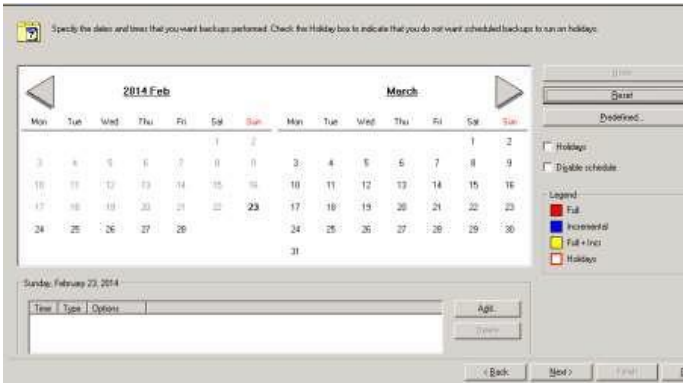 Specify the dates and times that you want backups performed. Check the Holiday box to indicate that you do not want scheduled backups to run on holidays.
2014 Feb
March
Mon Tue Wed Thu Fri Sat Sun
Mon Tue Wed Thu Fri Sat Sun
1 2
1 2
3 4 5 6 7 8 9
3 4 5 6 7 8 9
10 11 12 13 14 15 16
10 11 12 13 14 15 16
17 18 19 20 21 22 23
17 18 19 20 21 22 23
24 25 26 27 28
24 25 26 27 28 29 30
31
Undo
Reset
Predefined...
Holidays
Disable schedule
Legend
Full
Incremental
Full + Incr
Holidays
Sunday, February 23, 2014
Time Type Options
Add...
Delete
< Back
Next >
Finish